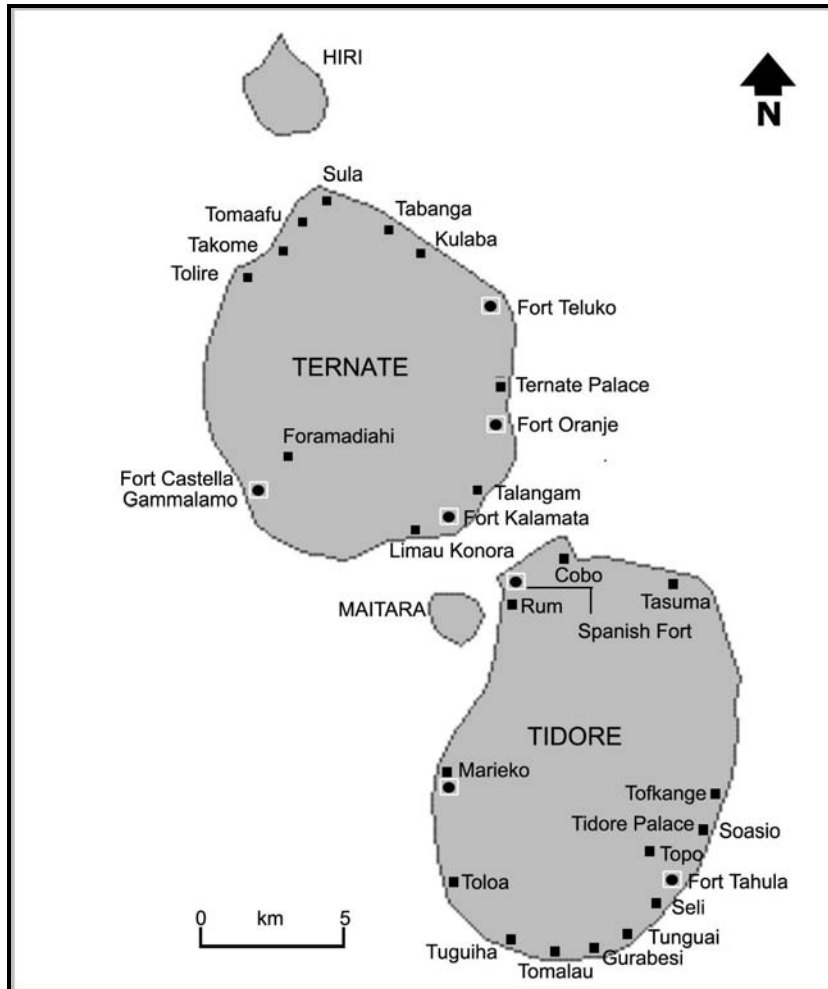 HIRI
N
Sula
Tomaafu
Tabanga
Takome
Kulaba
Tolire
Fort Teluko
TERNATE
Ternate Palace
Fort Oranje
Foramadiahi
Fort Castella
Gammalamo
Talangam
Fort Kalamata
Limau Konora
Cobo
MAITARA
Rum
Tasuma
Spanish Fort
TIDORE
Marieko
Tofkange
Tidore Palace
Soasio
Topo
Toloa
Fort Tahula
Seli
0 km 5
Tunguai
Tuguiha
Gurabesi
Tomalau